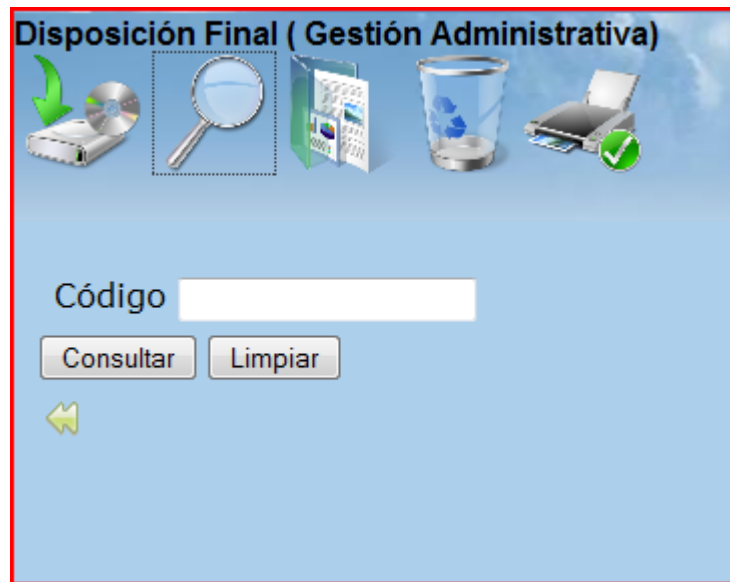 Disposición Final ( Gestión Administrativa)
Código
Consultar Limpiar